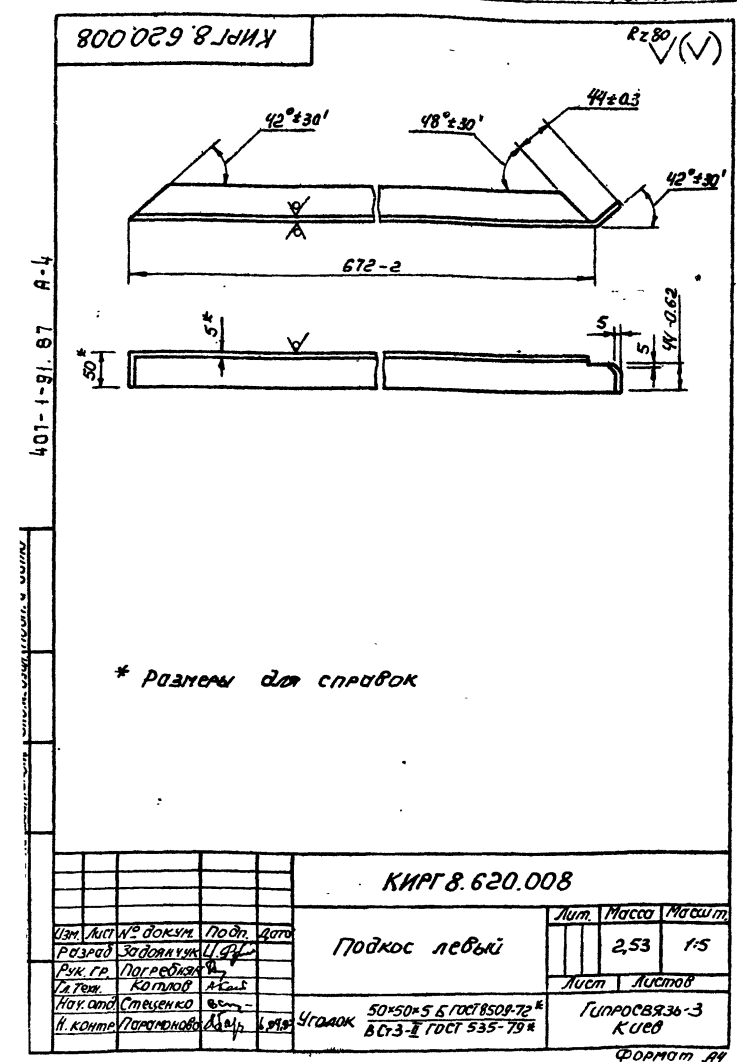 КИРГ 8.620.008
Rz80
42°±30'
48°±30'
44±0.3
42°±30'
672-2
401-1-91.87 А-4
50*
5*
5
5
44-0.62
* Размеры для справок
КИРГ 8.620.008
Изм. Лист № докум. Подп. Дата
Разраб Задоянчук
Рук. гр. Погребняк
Гл. техн. Котлов
Нач. отд Стеценко
Н. контр Парамонова
Подкос левый
Лит. Масса Масшт
2,53 1:5
Лист Листов
Уголок 50×50×5 Б ГОСТ 8509-72*
ВСт3-II ГОСТ 535-79*
Гипросвязь-3
Киев
Формат А4